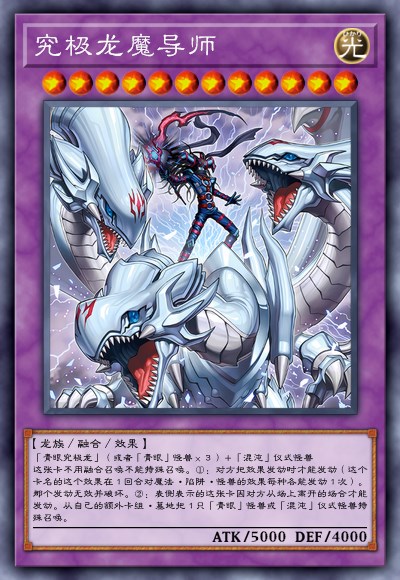 究极龙魔导师
ひかり
光
【龙族／融合／效果】
「青眼究极龙」（或者「青眼」怪兽×３）＋「混沌」仪式怪兽
这张卡不用融合召唤不能特殊召唤。①：对方把效果发动时才能发动（这个
卡名的这个效果在１回合对魔法・陷阱・怪兽的效果每种各能发动１次）。
那个发动无效并破坏。②：表侧表示的这张卡因对方从场上离开的场合才能
发动。从自己的额外卡组・墓地把１只「青眼」怪兽或「混沌」仪式怪兽特
殊召唤。
ATK/5000 DEF/4000